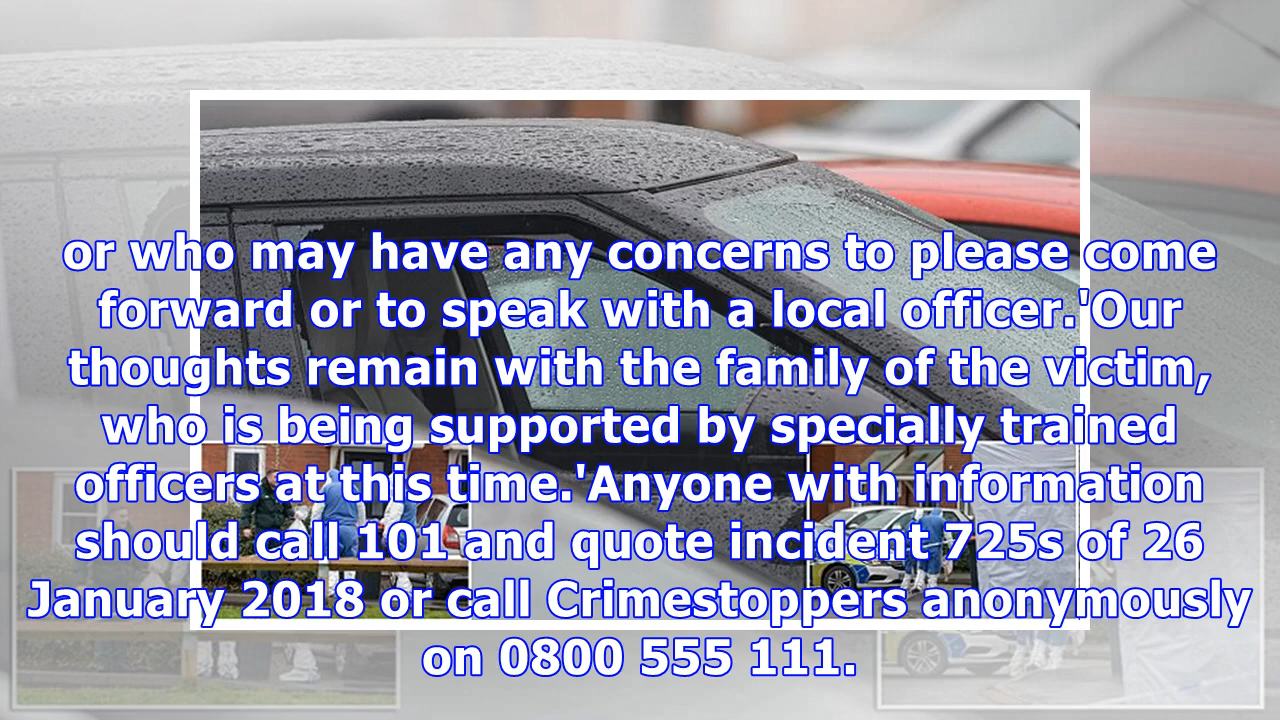 or who may have any concerns to please come
forward or to speak with a local officer.'Our
thoughts remain with the family of the victim,
who is being supported by specially trained
officers at this time.'Anyone with information
should call 101 and quote incident 725s of 26
January 2018 or call Crimestoppers anonymously
on 0800 555 111.